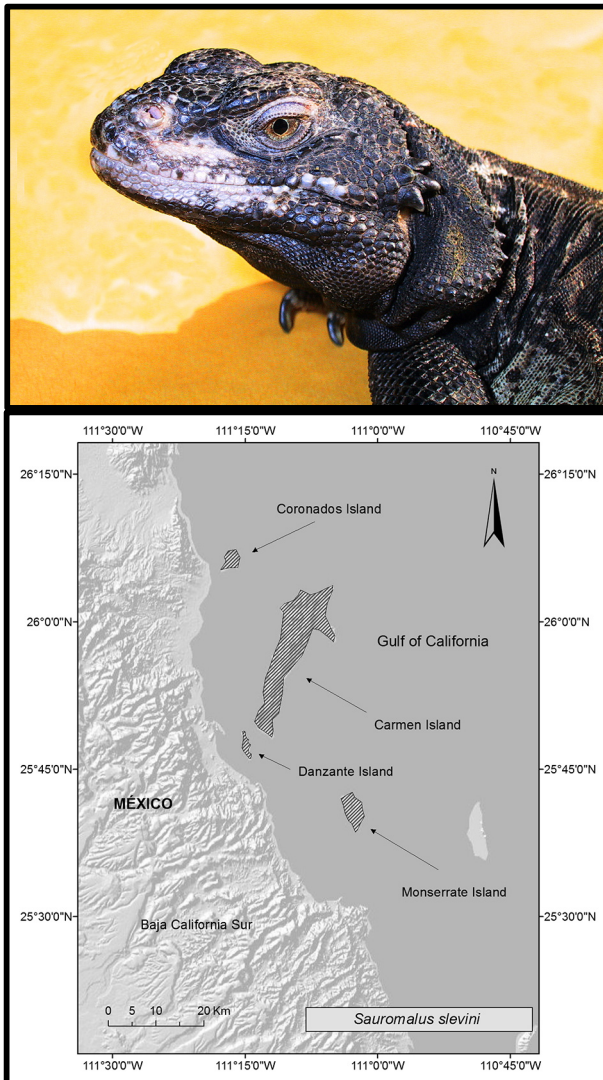 111°30'0"W 111°15'0"W 111°0'0"W 110°45'0"W
26°15'0"N 26°15'0"N
N
Coronados Island
26°0'0"N 26°0'0"N
Gulf of California
Carmen Island
25°45'0"N 25°45'0"N
Danzante Island
MÉXICO
Monserrate Island
25°30'0"N 25°30'0"N
Baja California Sur
0 5 10 20 Km
Sauromalus slevini
111°30'0"W 111°15'0"W 111°0'0"W 110°45'0"W